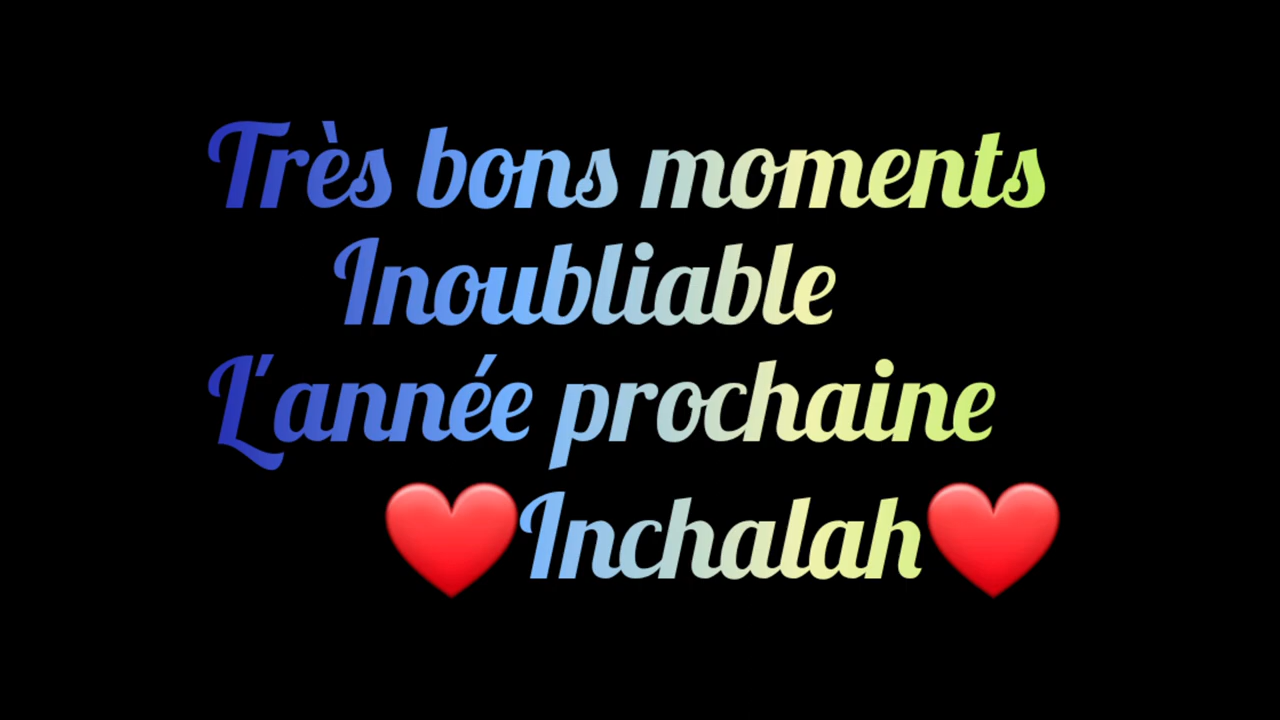 Très bons moments
Inoubliable
L'année prochaine
❤️Inchalah❤️